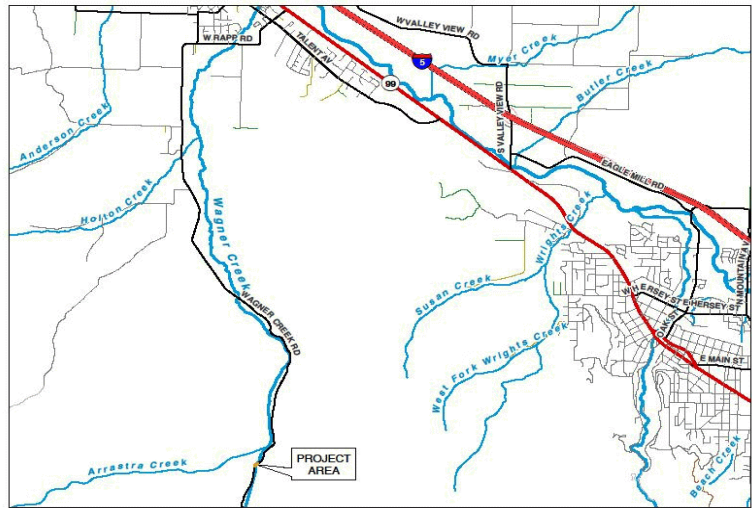 W VALLEY VIEW RD
W RAPP RD
TALENT AV
5
Myer Creek
99
Butler Creek
S VALLEY VIEW RD
Anderson Creek
EAGLE MILL RD
Holton Creek
Wagner Creek
Wrights Creek
N MOUNTAIN AV
Susan Creek
WAGNER CREEK RD
W HERSEY ST
E HERSEY ST
OAK ST
West Fork Wrights Creek
E MAIN ST
Arrastra Creek
PROJECT
AREA
Beach Creek